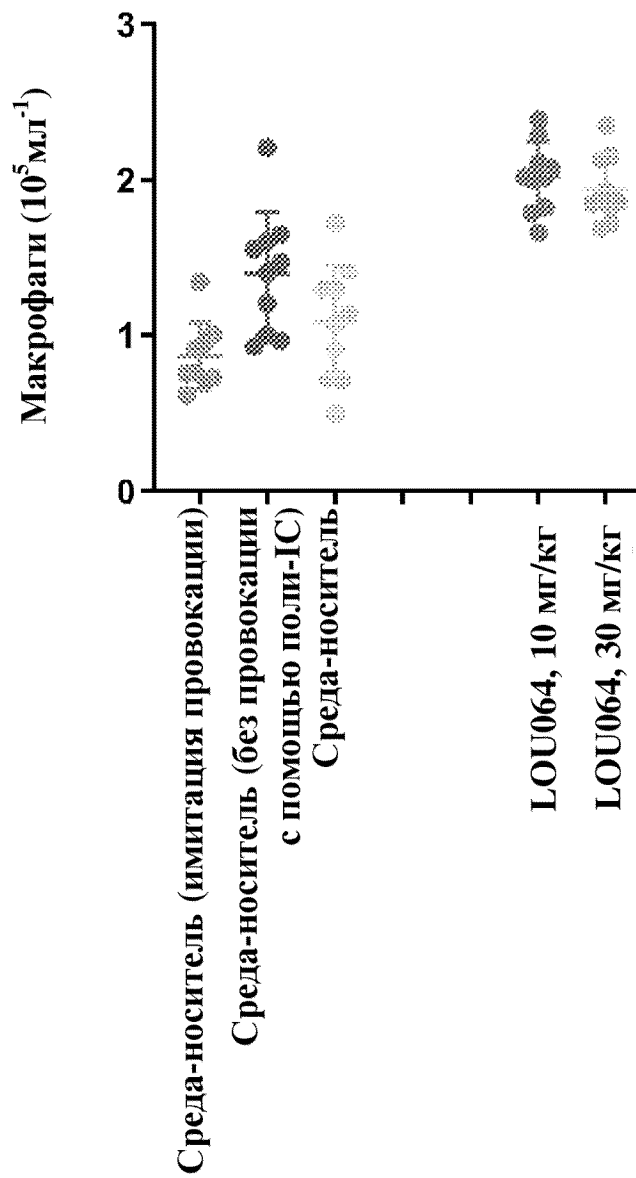 Макрофаги (10⁵мл⁻¹)
3
2
1
0
Среда-носитель (имитация провокации)
Среда-носитель (без провокации
с помощью поли-IC)
Среда-носитель
LOU064, 10 мг/кг
LOU064, 30 мг/кг